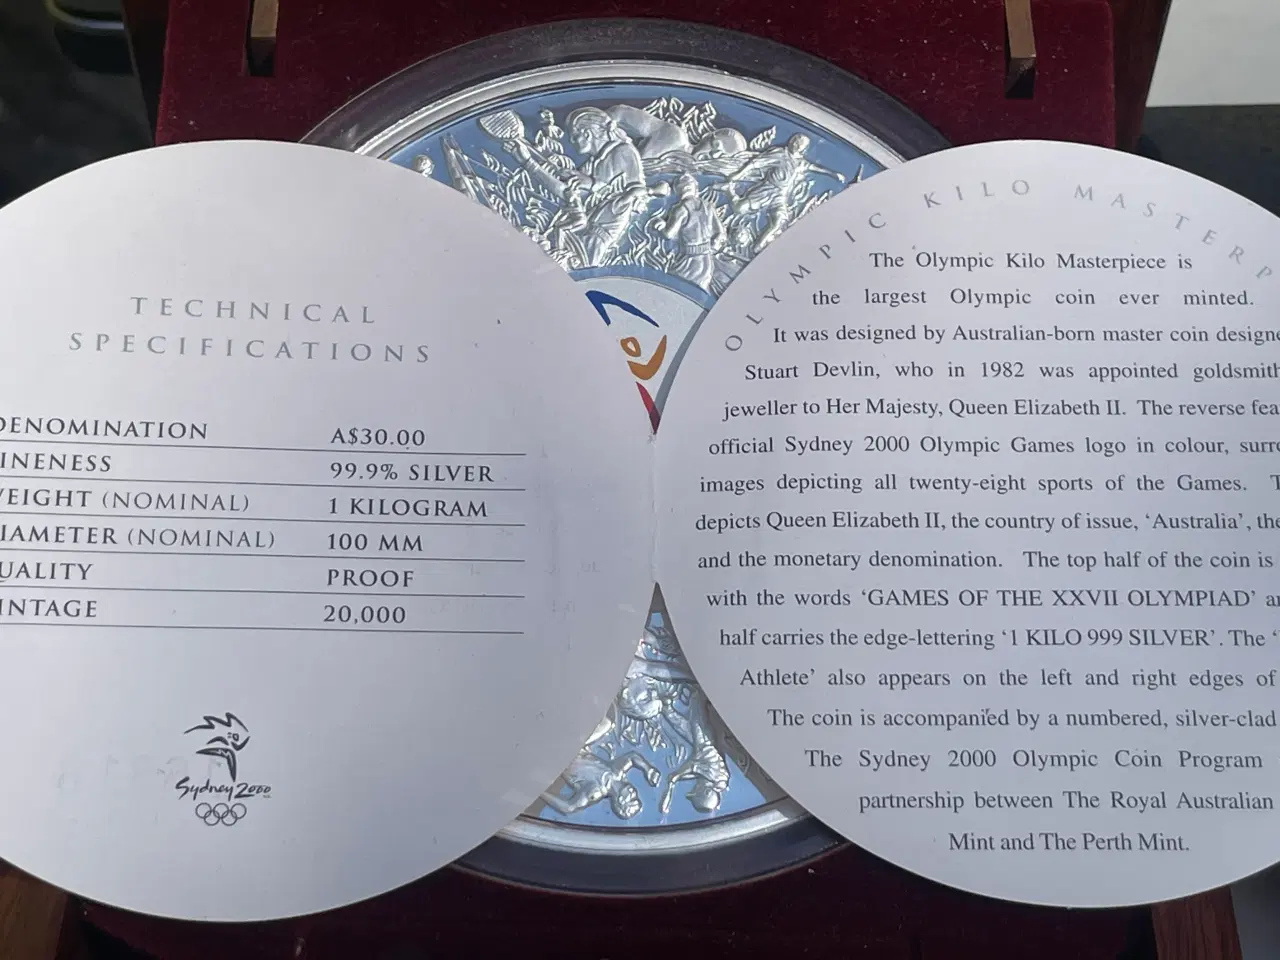 TECHNICAL
SPECIFICATIONS
DENOMINATION A$30.00
INENESS 99.9% SILVER
WEIGHT (NOMINAL) 1 KILOGRAM
IAMETER (NOMINAL) 100 MM
UALITY PROOF
INTAGE 20,000
Sydney 2000
OLYMPIC KILO MASTERP
The Olympic Kilo Masterpiece is
the largest Olympic coin ever minted.
It was designed by Australian-born master coin designe
Stuart Devlin, who in 1982 was appointed goldsmith
jeweller to Her Majesty, Queen Elizabeth II. The reverse fea
official Sydney 2000 Olympic Games logo in colour, surro
images depicting all twenty-eight sports of the Games. T
depicts Queen Elizabeth II, the country of issue, ‘Australia’, the
and the monetary denomination. The top half of the coin is
with the words ‘GAMES OF THE XXVII OLYMPIAD’ an
half carries the edge-lettering ‘1 KILO 999 SILVER’. The ‘
Athlete’ also appears on the left and right edges of
The coin is accompanied by a numbered, silver-clad
The Sydney 2000 Olympic Coin Program
partnership between The Royal Australian
Mint and The Perth Mint.